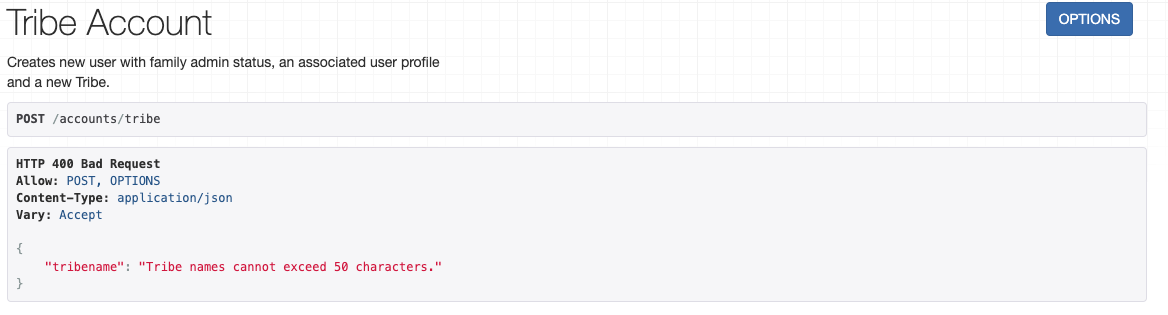 Tribe Account
OPTIONS
Creates new user with family admin status, an associated user profile
and a new Tribe.
POST /accounts/tribe
HTTP 400 Bad Request
Allow: POST, OPTIONS
Content-Type: application/json
Vary: Accept
{
    "tribename": "Tribe names cannot exceed 50 characters."
}